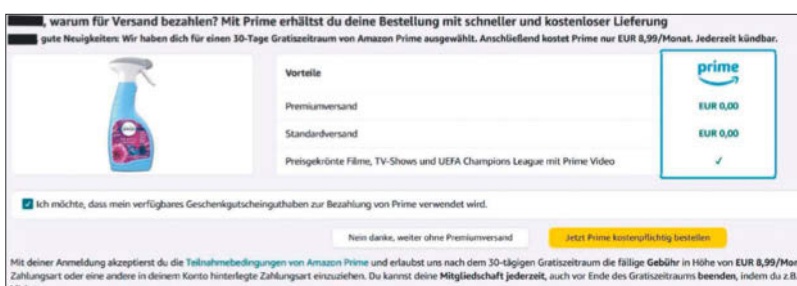 , warum für Versand bezahlen? Mit Prime erhältst du deine Bestellung mit schneller und kostenloser Lieferung
, gute Neuigkeiten: Wir haben dich für einen 30-Tage Gratiszeitraum von Amazon Prime ausgewählt. Anschließend kostet Prime nur EUR 8,99/Monat. Jederzeit kündbar.
Vorteile prime
Premiumversand EUR 0,00
Standardversand EUR 0,00
Preisgekrönte Filme, TV-Shows und UEFA Champions League mit Prime Video ✓
Ich möchte, dass mein verfügbares Geschenkgutscheinguthaben zur Bezahlung von Prime verwendet wird.
Nein danke, weiter ohne Premiumversand Jetzt Prime kostenpflichtig bestellen
Mit deiner Anmeldung akzeptierst du die Teilnahmebedingungen von Amazon Prime und erlaubst uns nach dem 30-tägigen Gratiszeitraum die fällige Gebühr in Höhe von EUR 8,99/Mon
Zahlungsart oder eine andere in deinem Konto hinterlegte Zahlungsart einzuziehen. Du kannst deine Mitgliedschaft jederzeit, auch vor Ende des Gratiszeitraums beenden, indem du z.B.